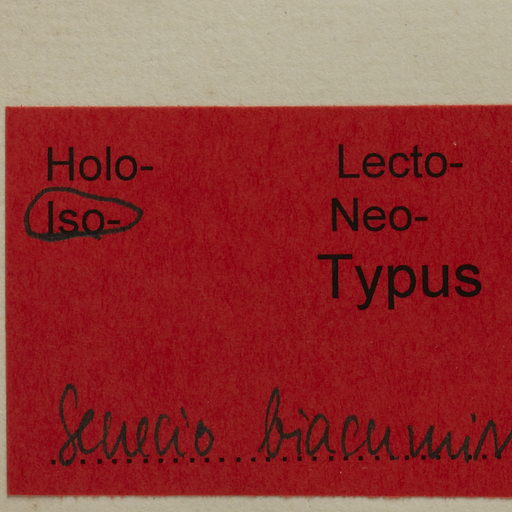 Holo- Lecto-
Iso- Neo-
Typus
Senecio